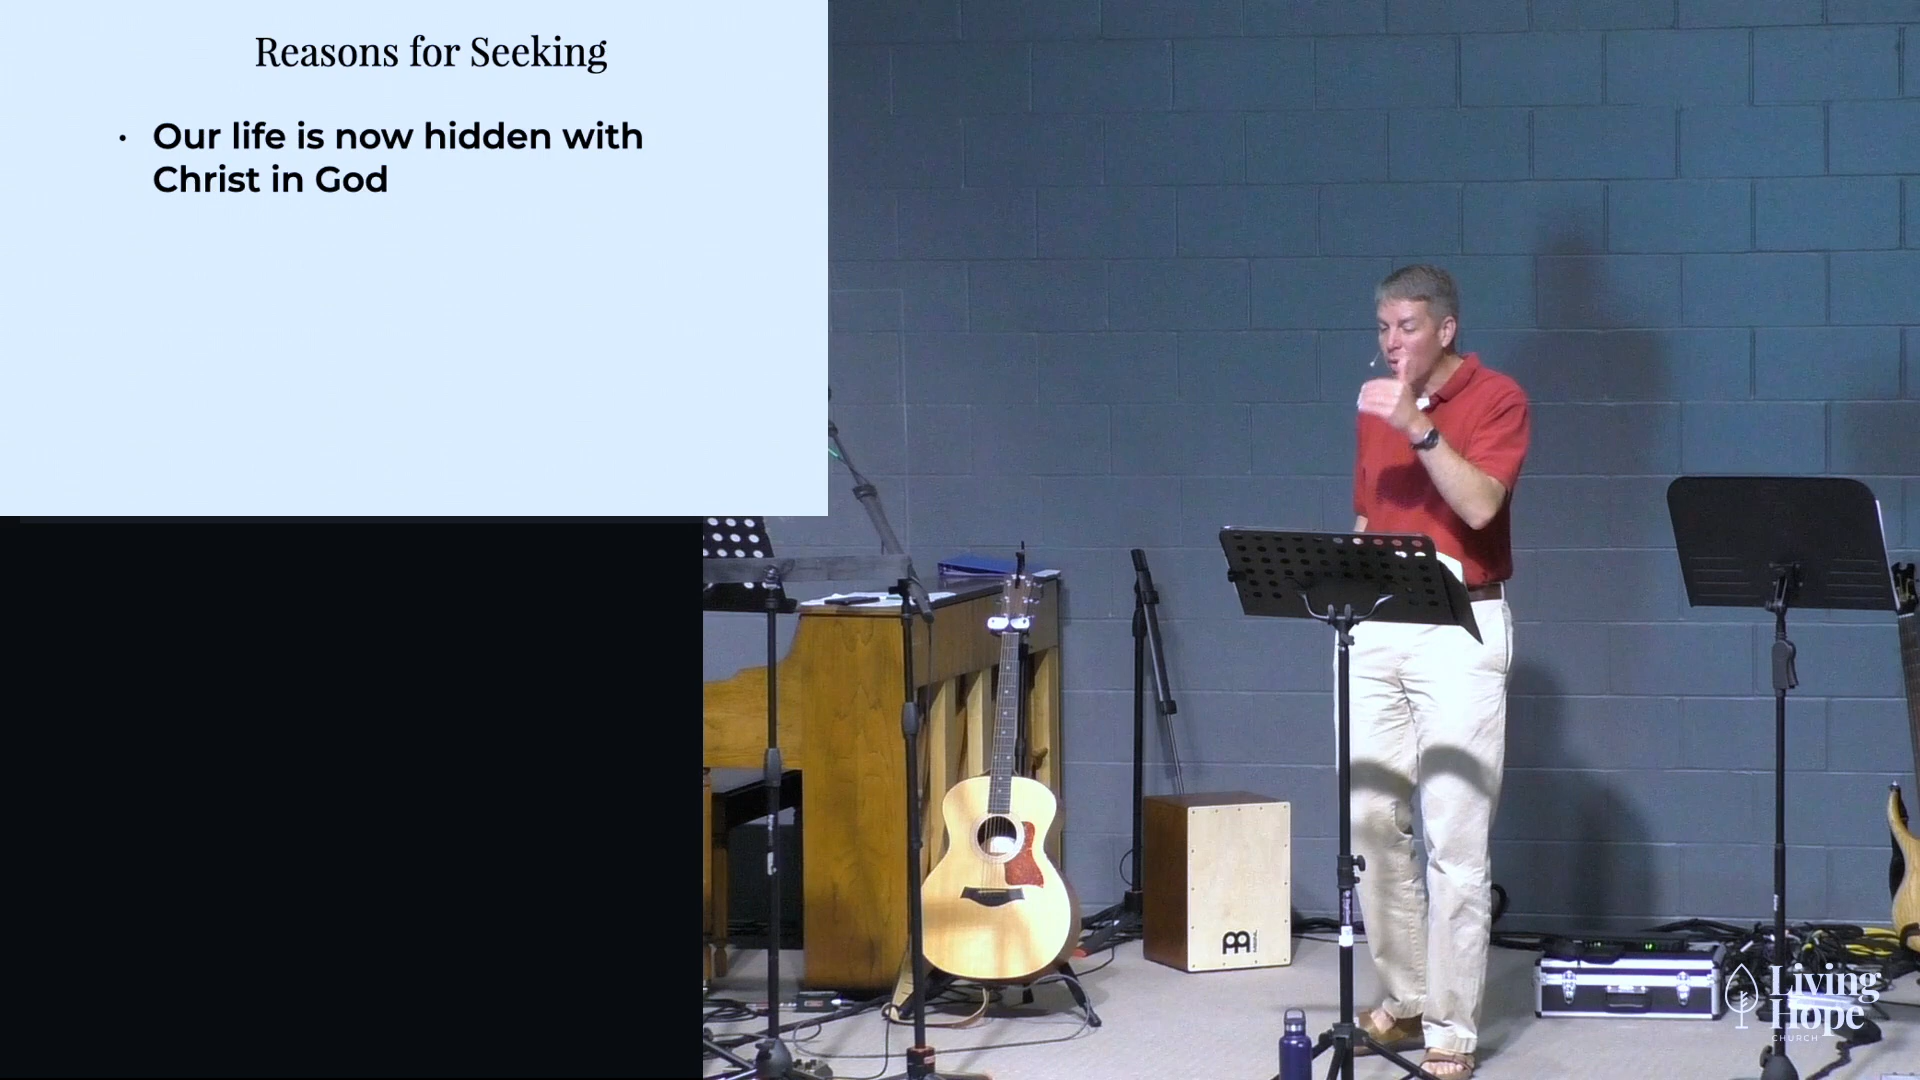 Reasons for Seeking
• Our life is now hidden with
Christ in God
Living
Hope
CHURCH